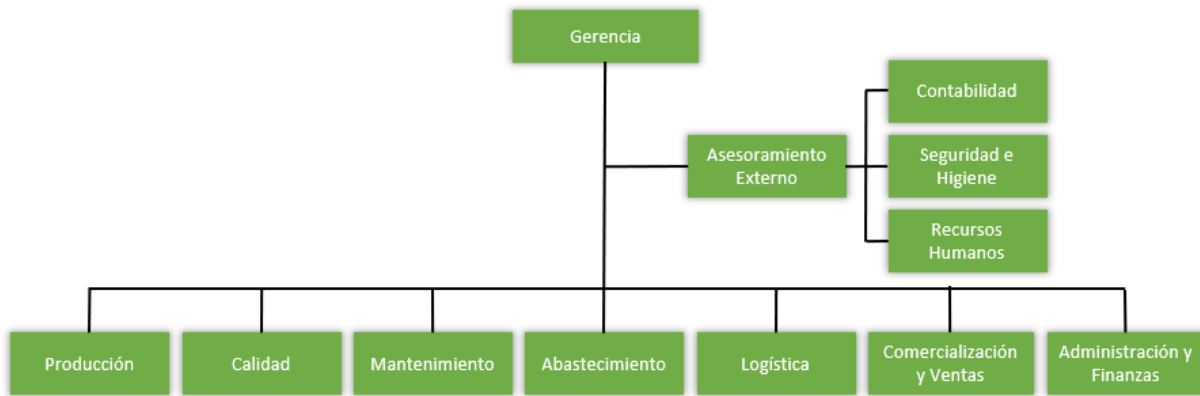 Gerencia
Contabilidad
Asesoramiento
Externo
Seguridad e
Higiene
Recursos
Humanos
Producción
Calidad
Mantenimiento
Abastecimiento
Logística
Comercialización
y Ventas
Administración y
Finanzas